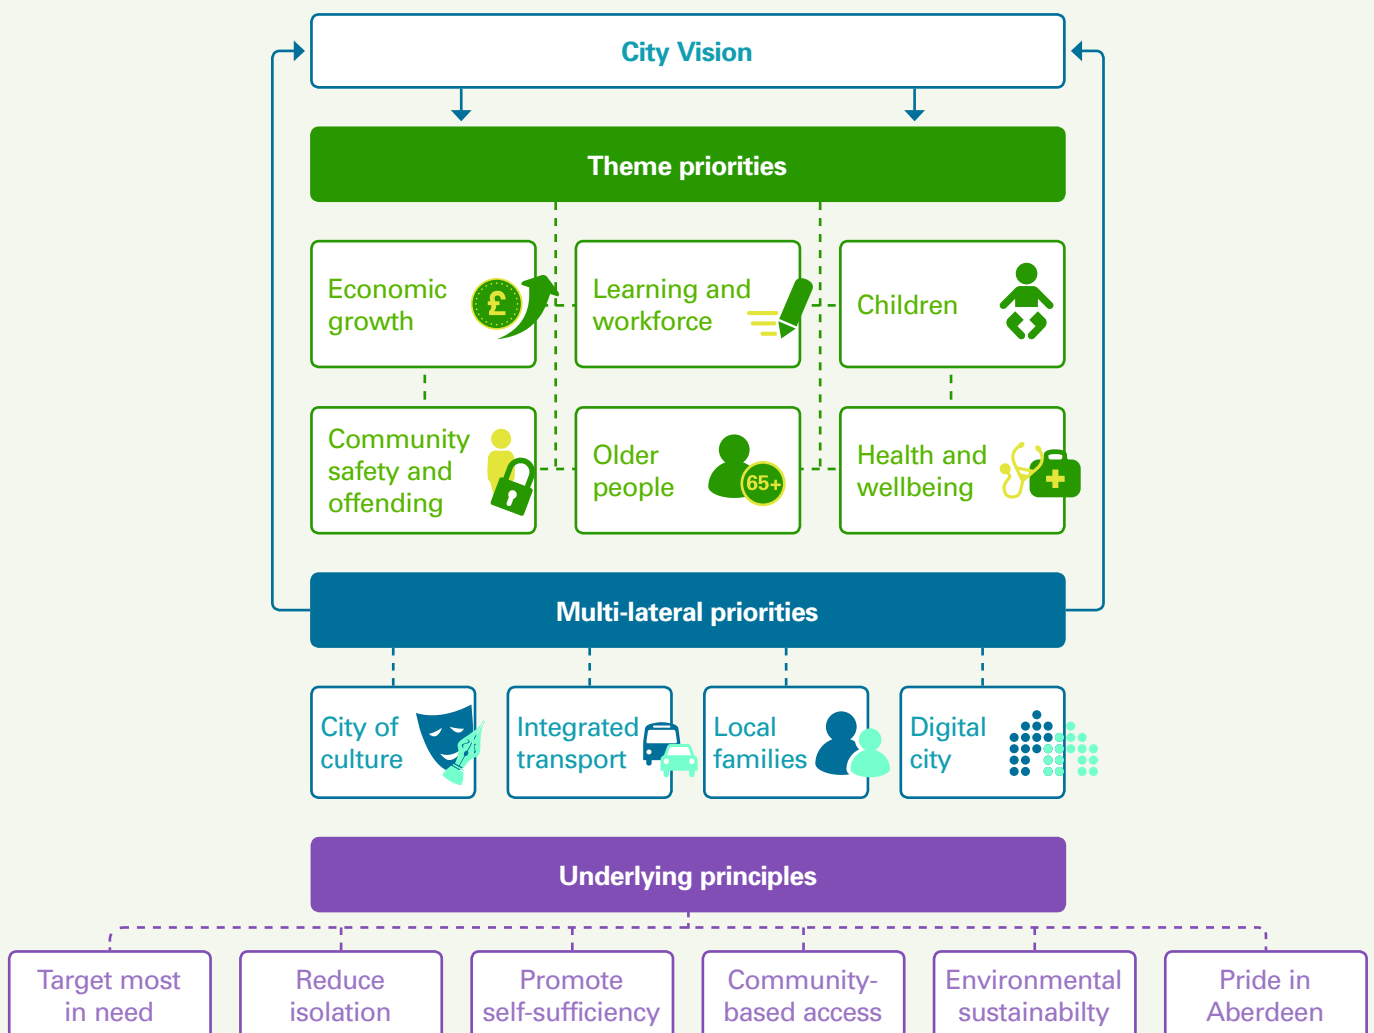 City Vision
Theme priorities
Economic
growth
£
Learning and
workforce
Children
Community
safety and
offending
Older
people
65+
Health and
wellbeing
Multi-lateral priorities
City of
culture
Integrated
transport
Local
families
Digital
city
Underlying principles
Target most
in need
Reduce
isolation
Promote
self-sufficiency
Community-
based access
Environmental
sustainabilty
Pride in
Aberdeen